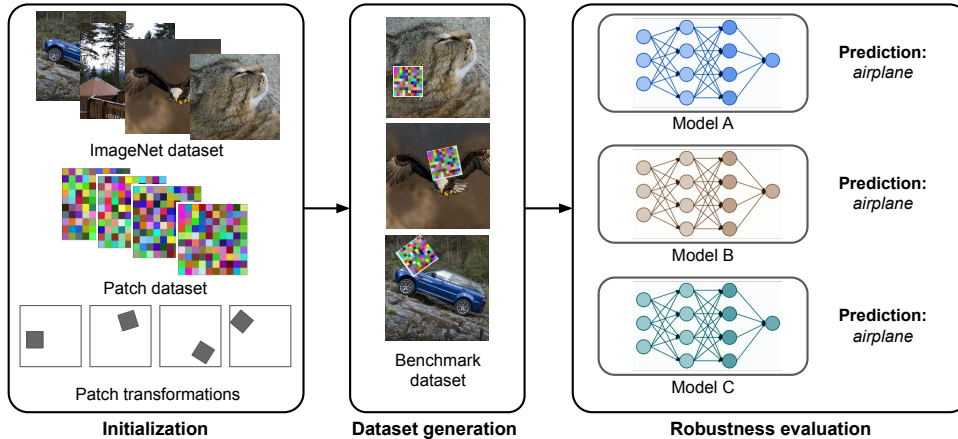 ImageNet dataset
Patch dataset
Patch transformations
Initialization
Benchmark
dataset
Dataset generation
Model A
Prediction:
airplane
Model B
Prediction:
airplane
Model C
Prediction:
airplane
Robustness evaluation